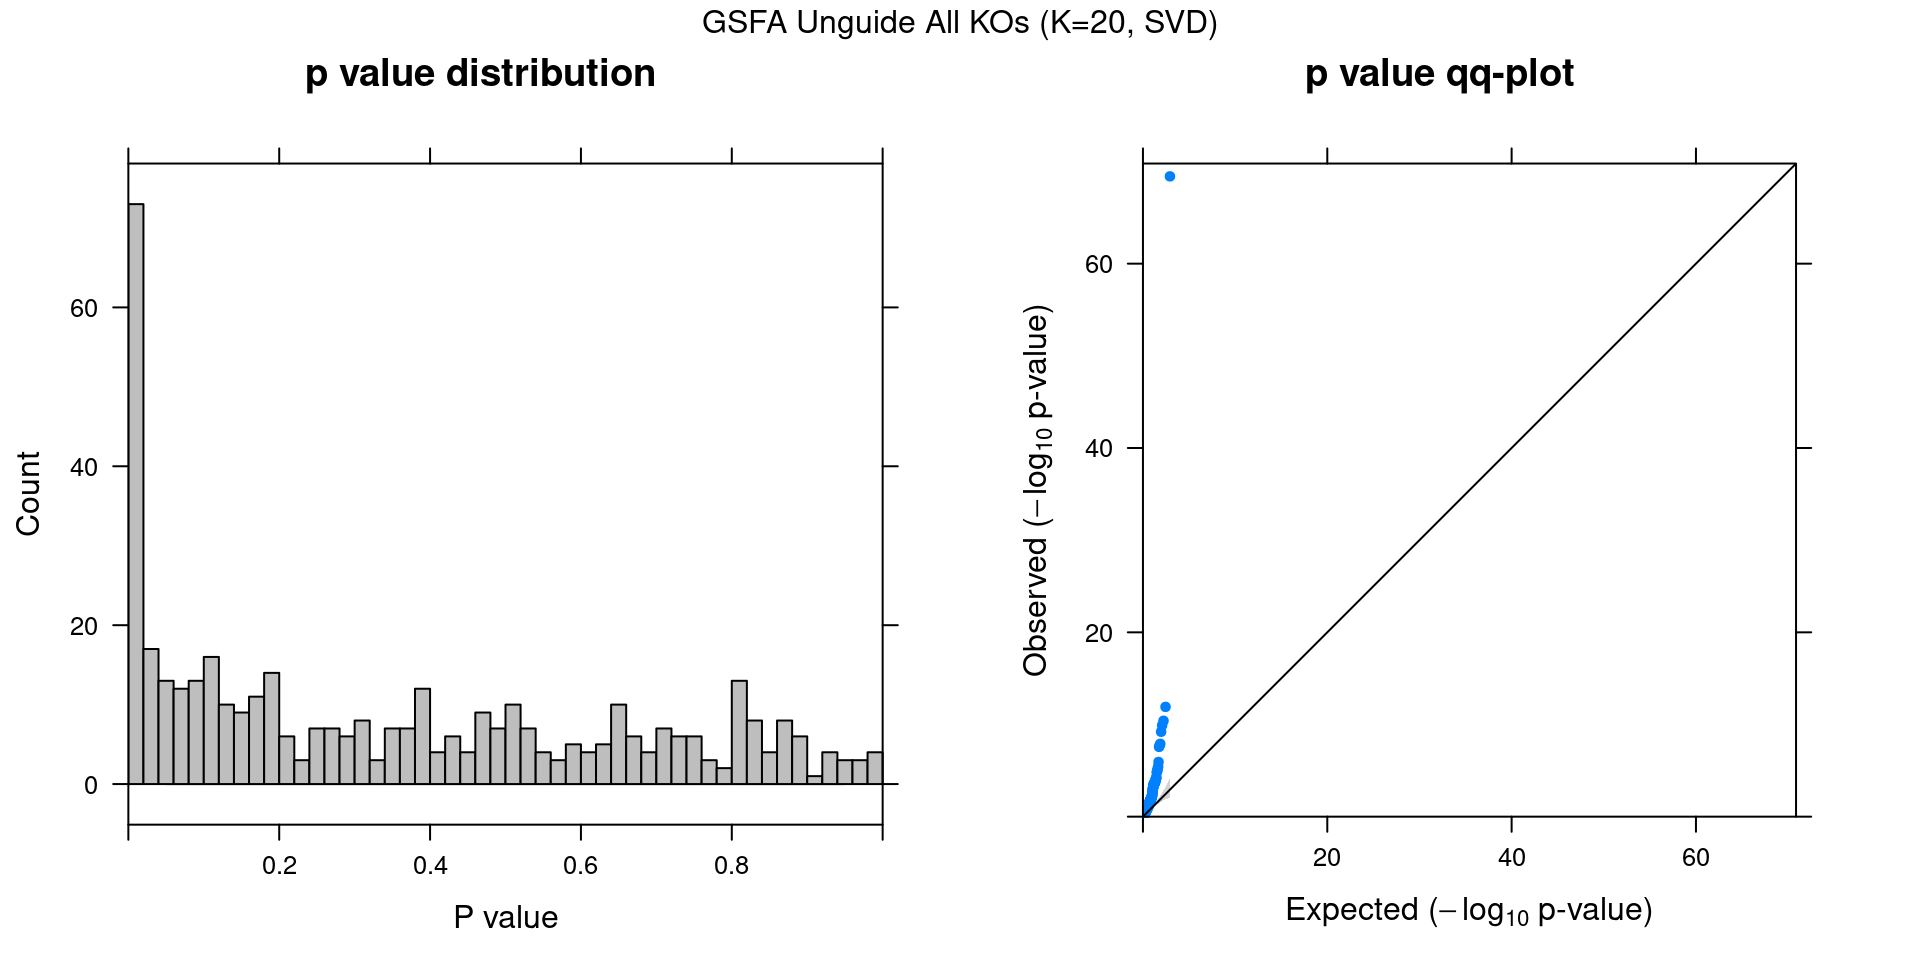 GSFA Unguide All KOs (K=20, SVD)
p value distribution
Count
60
40
20
0
0.2
0.4
0.6
0.8
P value
p value qq-plot
Observed (−log10 p-value)
60
40
20
20
40
60
Expected (−log10 p-value)